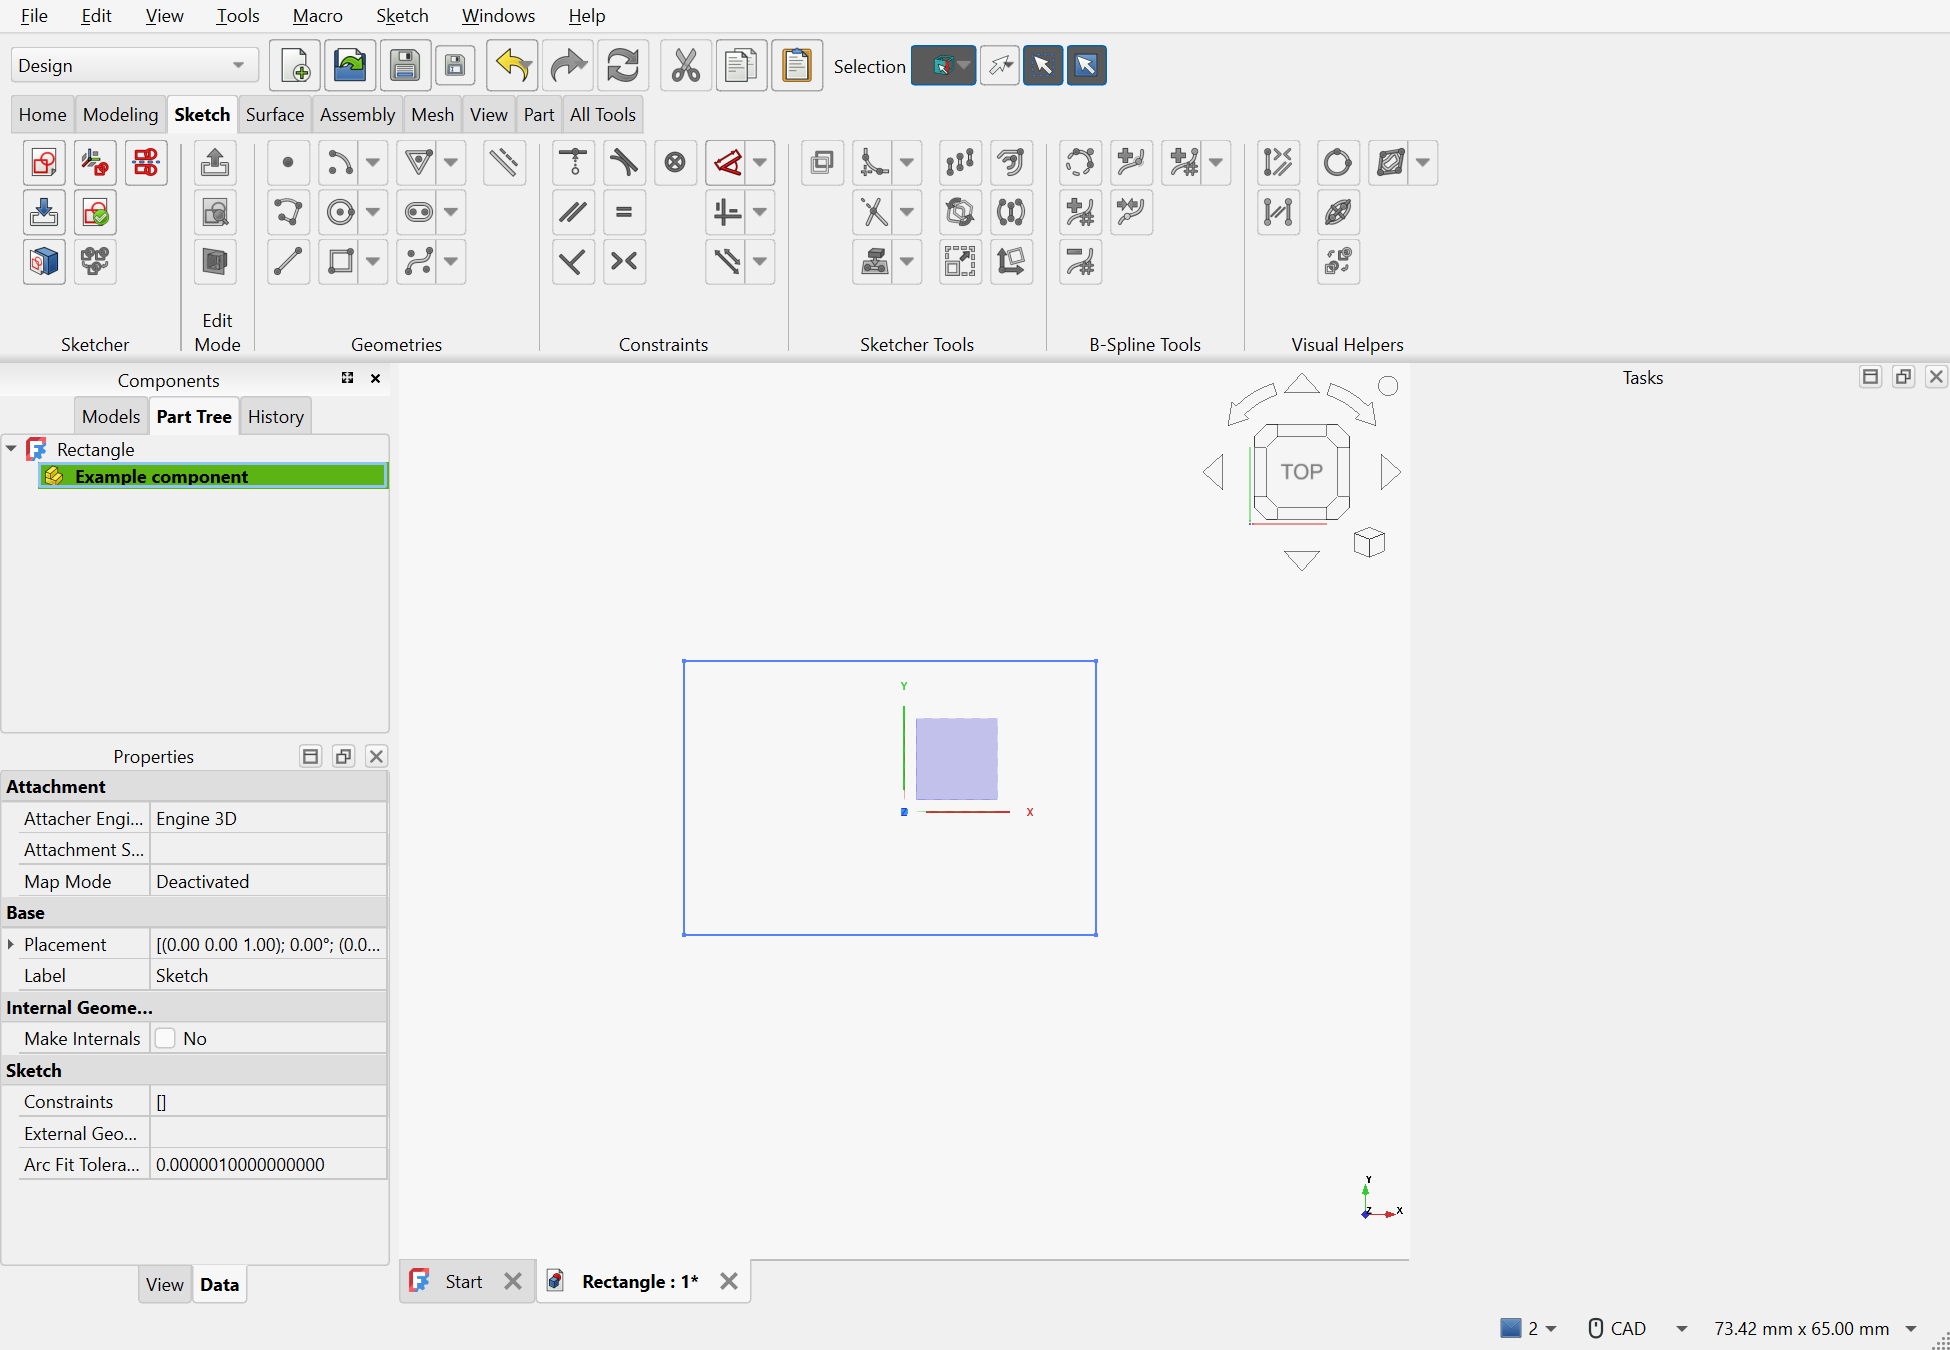 File Edit View Tools Macro Sketch Windows Help
Design Selection
Home Modeling Sketch Surface Assembly Mesh View Part All Tools
Edit
Sketcher Mode Geometries Constraints Sketcher Tools B-Spline Tools Visual Helpers
Components
Models Part Tree History
Rectangle
Example component
Properties
Attachment
Attacher Engi... Engine 3D
Attachment S...
Map Mode Deactivated
Base
Placement [(0.00 0.00 1.00); 0.00°; (0.0...
Label Sketch
Internal Geome...
Make Internals No
Sketch
Constraints []
External Geo...
Arc Fit Tolera... 0.0000010000000000
View Data
TOP
Y
X
Y
Z X
Start Rectangle : 1*
Tasks
2 CAD 73.42 mm x 65.00 mm